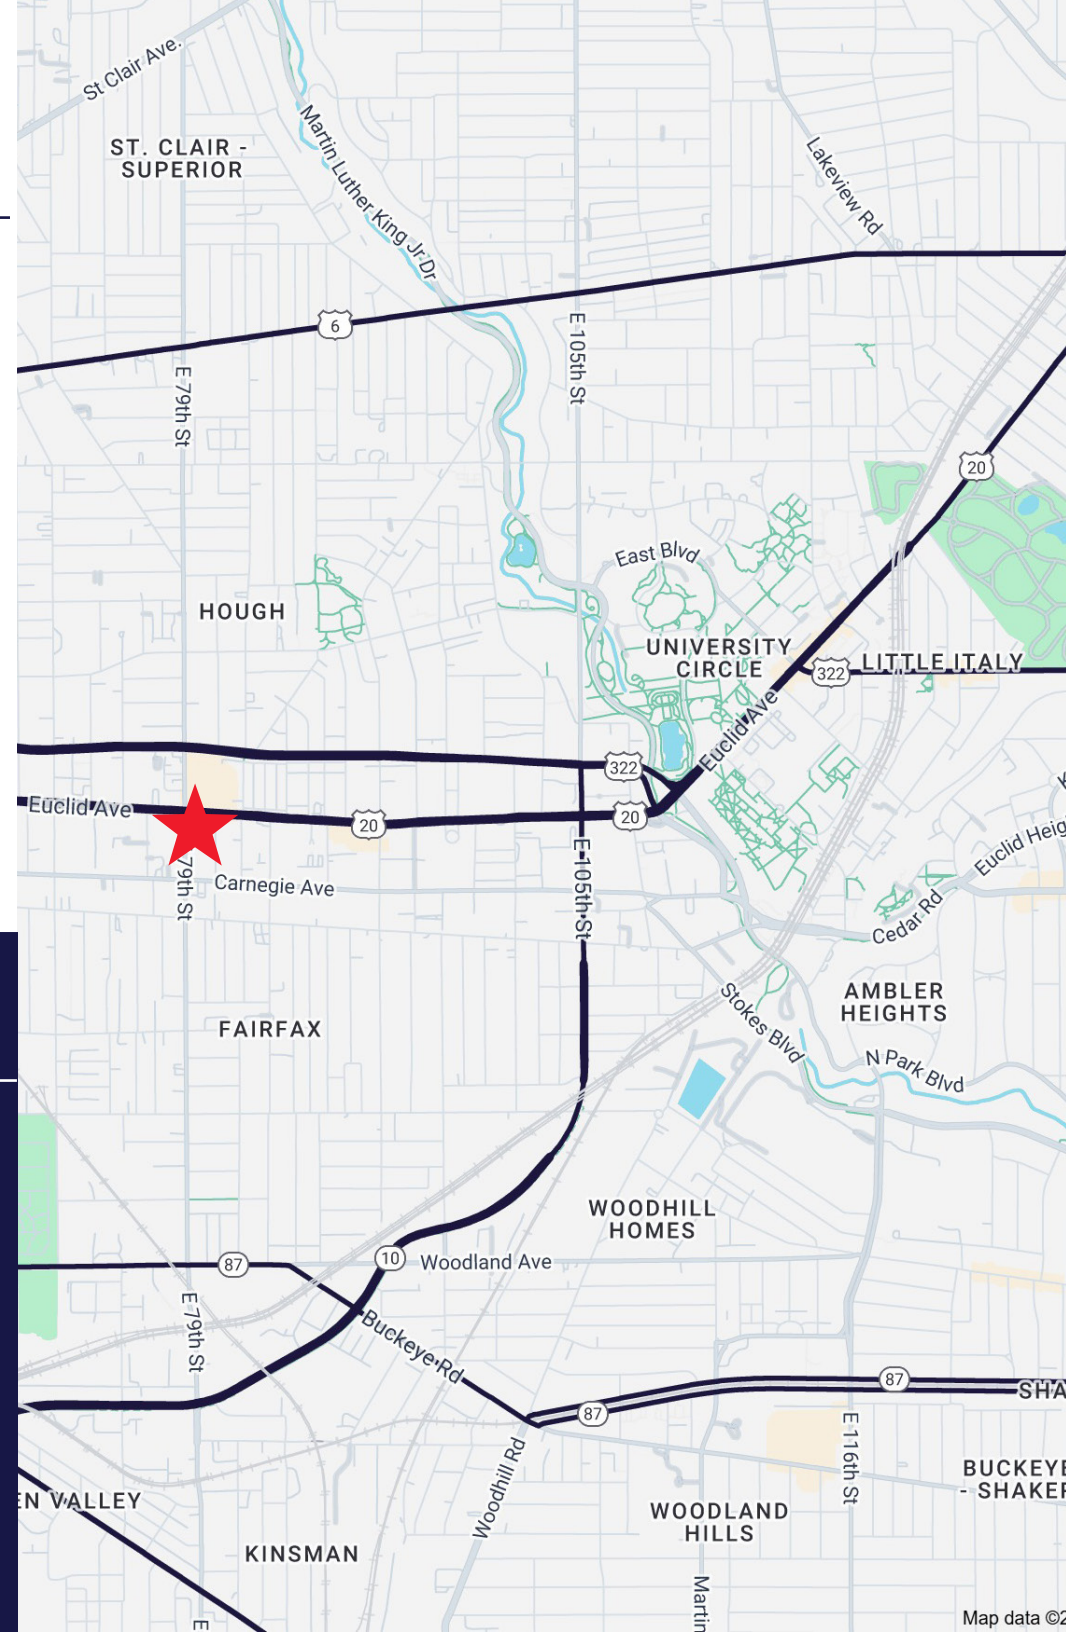 St Clair Ave.
ST. CLAIR -
SUPERIOR
Martin Luther King Jr Dr
Lakeview Rd
6
E 79th St
E 105th St
20
East Blvd
HOUGH
UNIVERSITY
CIRCLE
322
LITTLE ITALY
Euclid Ave
322
Euclid Ave
20
20
79th St
Carnegie Ave
E 105th St
Euclid Heig
Cedar Rd
AMBLER
HEIGHTS
Stokes Blvd
N Park Blvd
FAIRFAX
WOODHILL
HOMES
87
10
Woodland Ave
E 79th St
Buckeye Rd
87
87
SHA
E 116th St
Woodhill Rd
BUCKEYE
- SHAKER
EN VALLEY
WOODLAND
HILLS
KINSMAN
Martin
E
Map data ©2